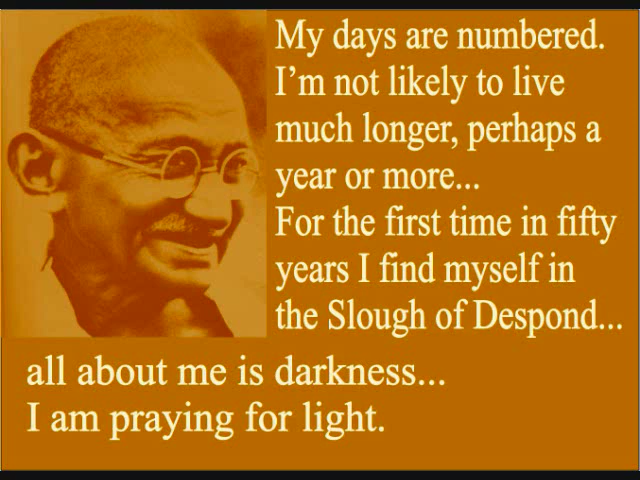 My days are numbered.
I’m not likely to live
much longer, perhaps a
year or more...
For the first time in fifty
years I find myself in
the Slough of Despond...
all about me is darkness...
I am praying for light.